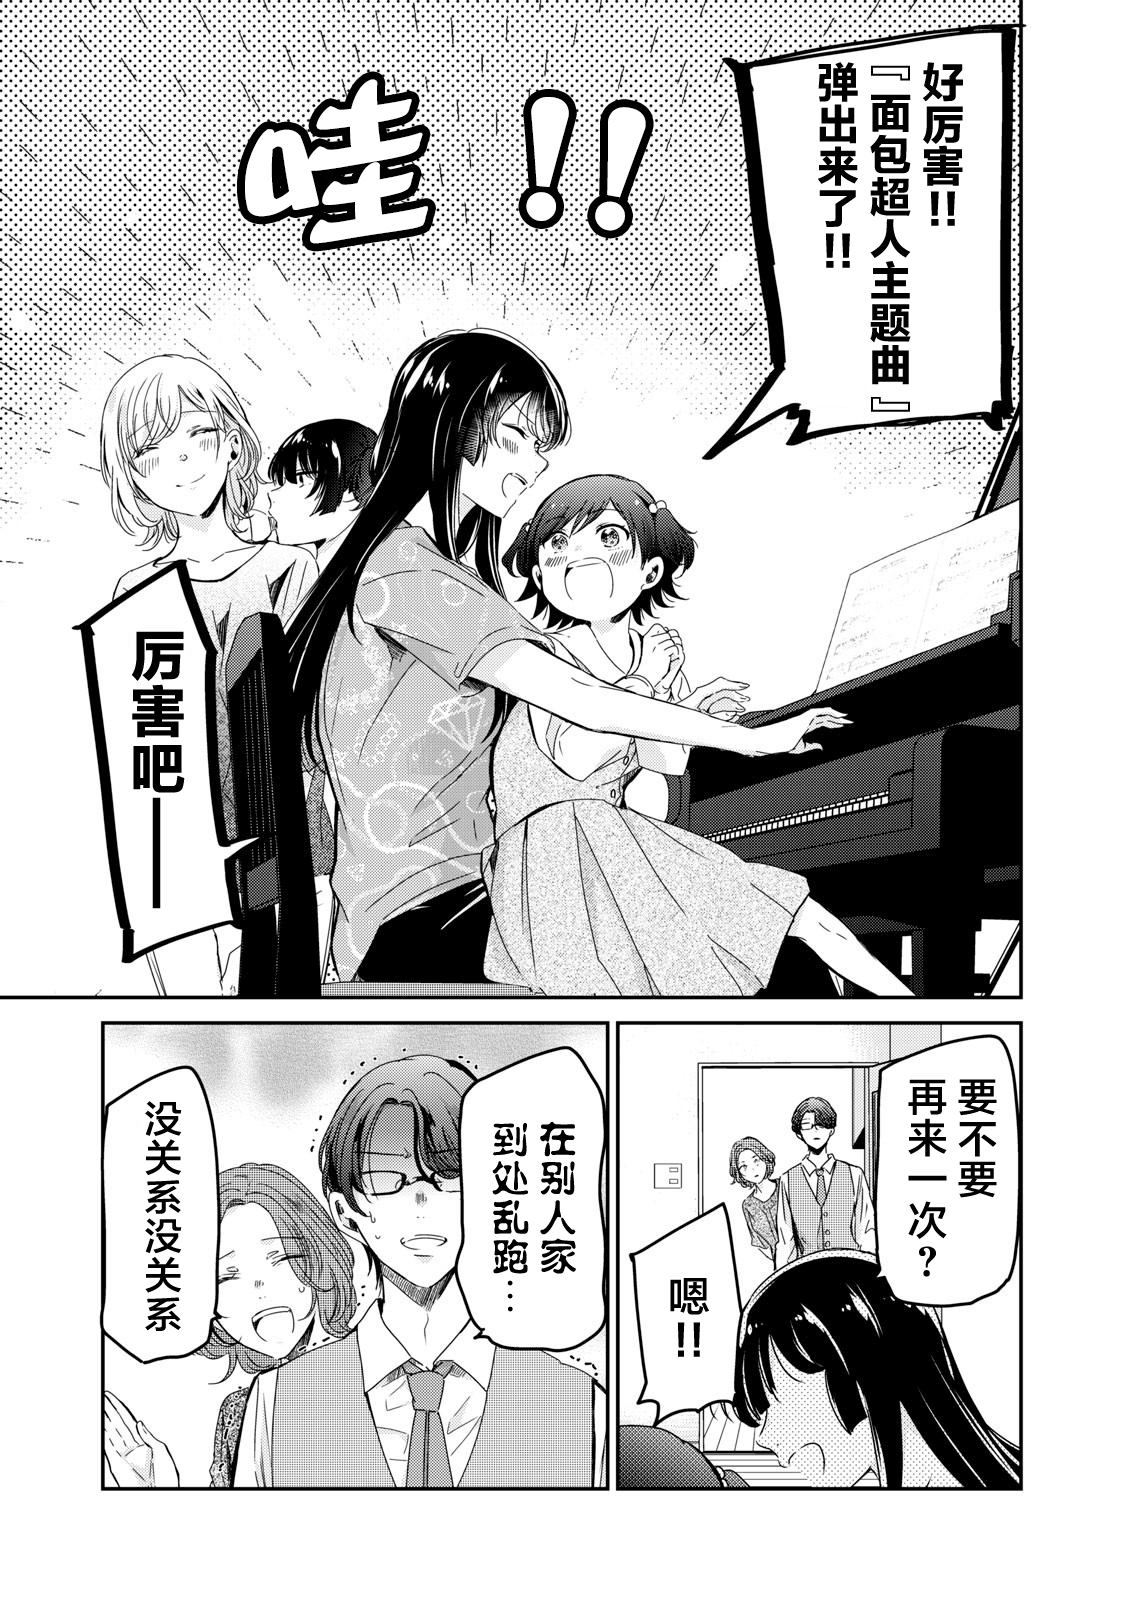 好厉害!!
『面包超人主题曲』
弹出来了!!
哇!!
厉害吧——
要不要
再来一次?
嗯!!
在别人家
到处乱跑…
没关系没关系